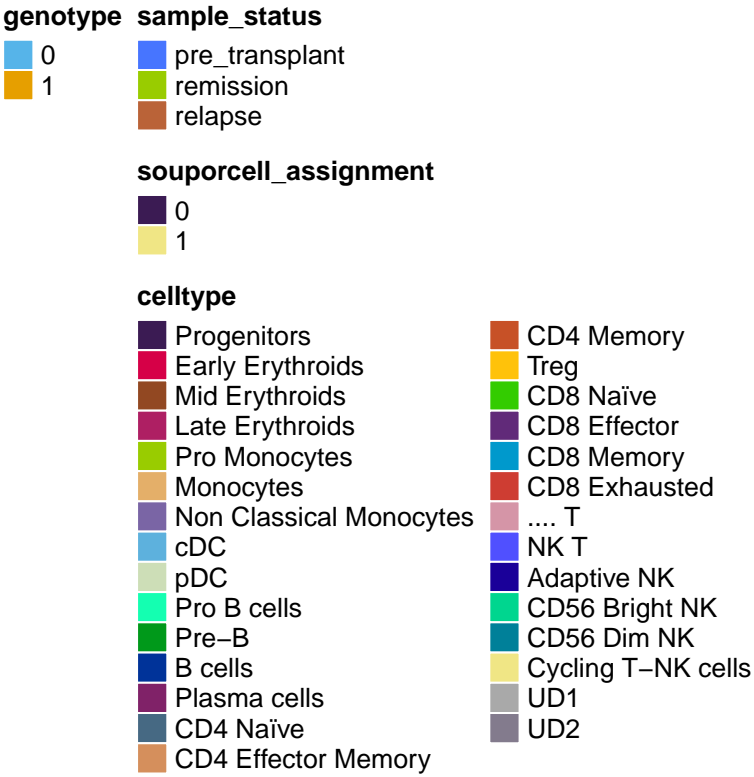 genotype
0
1
sample_status
pre_transplant
remission
relapse
souporcell_assignment
0
1
celltype
Progenitors
Early Erythroids
Mid Erythroids
Late Erythroids
Pro Monocytes
Monocytes
Non Classical Monocytes
cDC
pDC
Pro B cells
Pre−B
B cells
Plasma cells
CD4 Naïve
CD4 Effector Memory
CD4 Memory
Treg
CD8 Naïve
CD8 Effector
CD8 Memory
CD8 Exhausted
.... T
NK T
Adaptive NK
CD56 Bright NK
CD56 Dim NK
Cycling T−NK cells
UD1
UD2